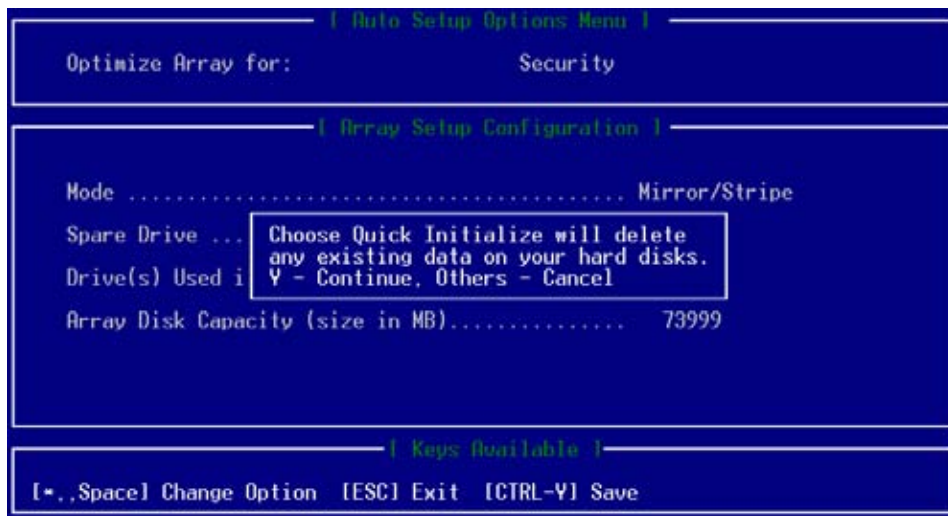 [ Auto Setup Options Menu ]
Optimize Array for: Security
[ Array Setup Configuration ]
Mode ......................................... Mirror/Stripe
Spare Drive ...
Choose Quick Initialize will delete
any existing data on your hard disks.
Y - Continue, Others - Cancel
Drive(s) Used i
Array Disk Capacity (size in MB)............... 73999
[ Keys Available ]
[←.,Space] Change Option [ESC] Exit [CTRL-Y] Save